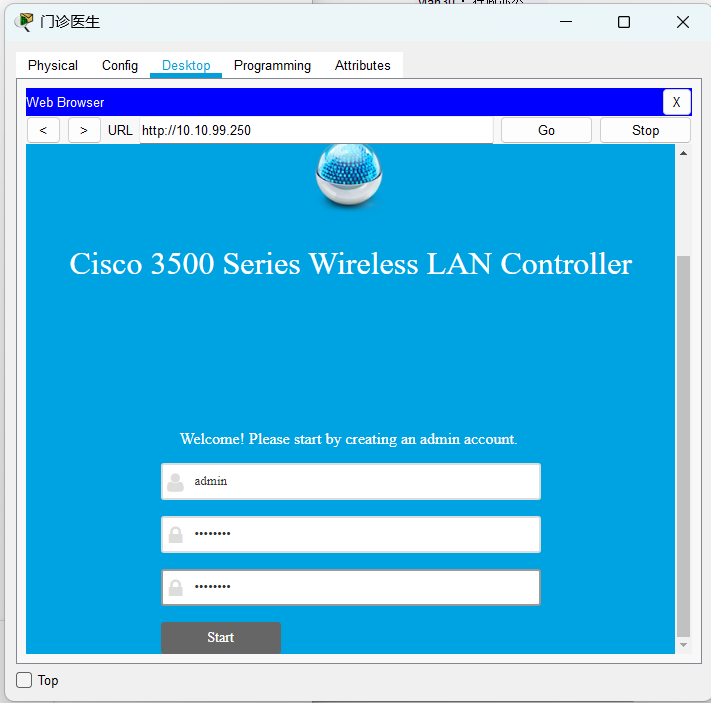 门诊医生
Physical Config Desktop Programming Attributes
Web Browser X
< > URL http://10.10.99.250 Go Stop
Cisco 3500 Series Wireless LAN Controller
Welcome! Please start by creating an admin account.
admin
••••••••
••••••••
Start
Top